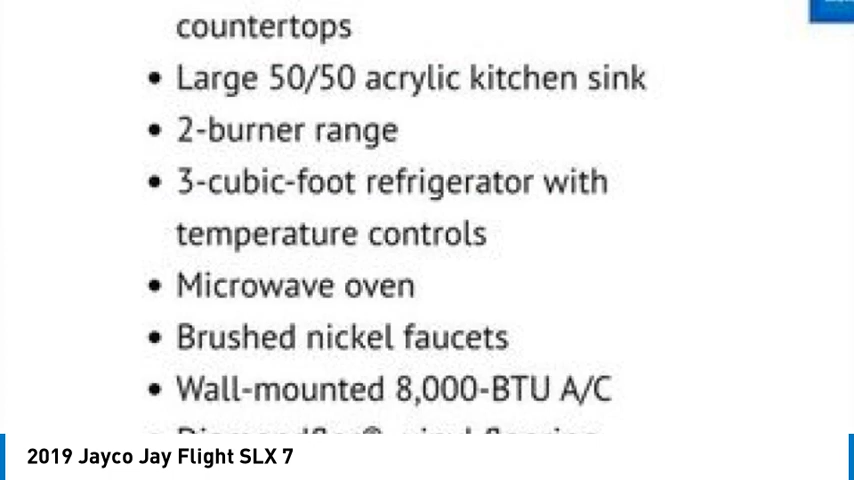 countertops
• Large 50/50 acrylic kitchen sink
• 2-burner range
• 3-cubic-foot refrigerator with
temperature controls
• Microwave oven
• Brushed nickel faucets
• Wall-mounted 8,000-BTU A/C
2019 Jayco Jay Flight SLX 7